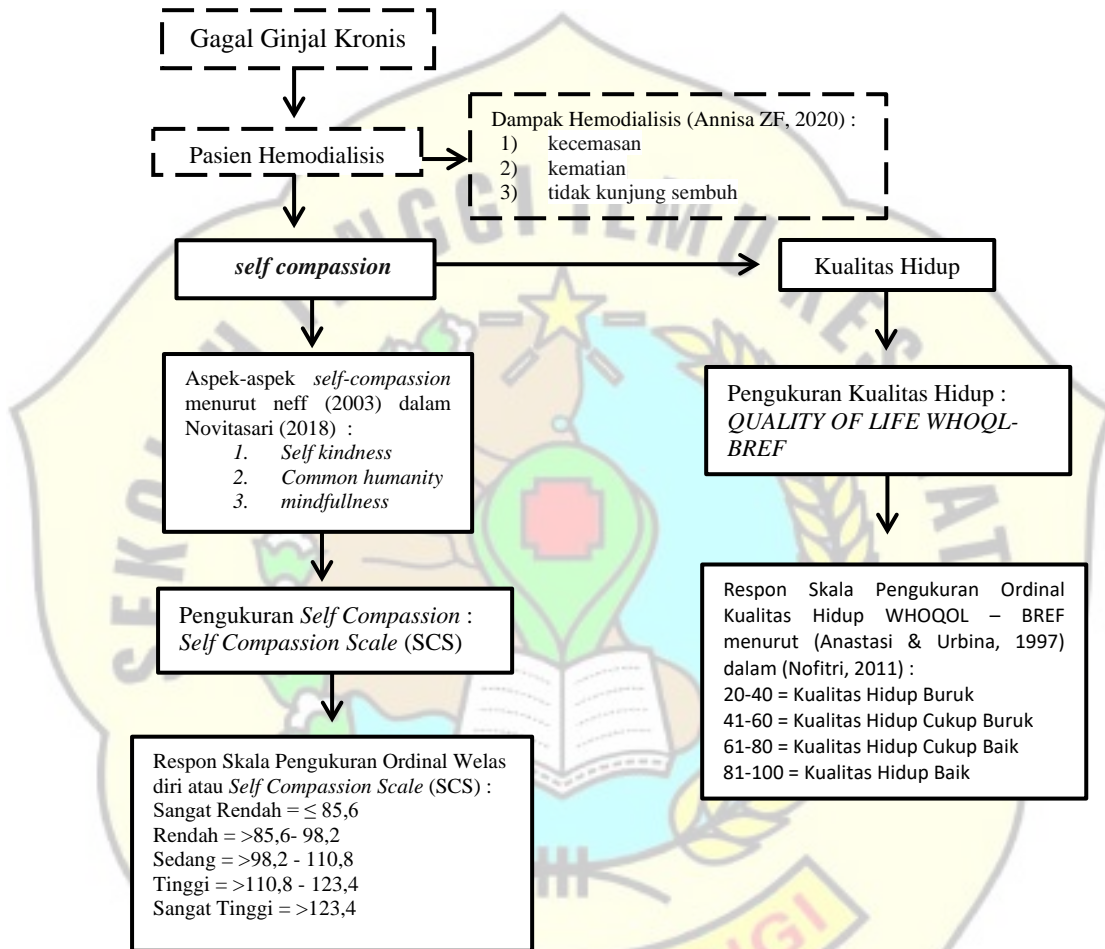 Gagal Ginjal Kronis
Pasien Hemodialisis
Dampak Hemodialisis (Annisa ZF, 2020) :
1) kecemasan
2) kematian
3) tidak kunjung sembuh
self compassion
Kualitas Hidup
Aspek-aspek self-compassion
menurut neff (2003) dalam
Novitasari (2018) :
1. Self kindness
2. Common humanity
3. mindfullness
Pengukuran Kualitas Hidup :
QUALITY OF LIFE WHOQL-
BREF
Pengukuran Self Compassion :
Self Compassion Scale (SCS)
Respon Skala Pengukuran Ordinal
Kualitas Hidup WHOQOL – BREF
menurut (Anastasi & Urbina, 1997)
dalam (Nofitri, 2011) :
20-40 = Kualitas Hidup Buruk
41-60 = Kualitas Hidup Cukup Buruk
61-80 = Kualitas Hidup Cukup Baik
81-100 = Kualitas Hidup Baik
Respon Skala Pengukuran Ordinal Welas
diri atau Self Compassion Scale (SCS) :
Sangat Rendah = ≤ 85,6
Rendah = >85,6- 98,2
Sedang = >98,2 - 110,8
Tinggi = >110,8 - 123,4
Sangat Tinggi = >123,4
SEKOLAH TINGGI ILMU KESEHAT
NGI